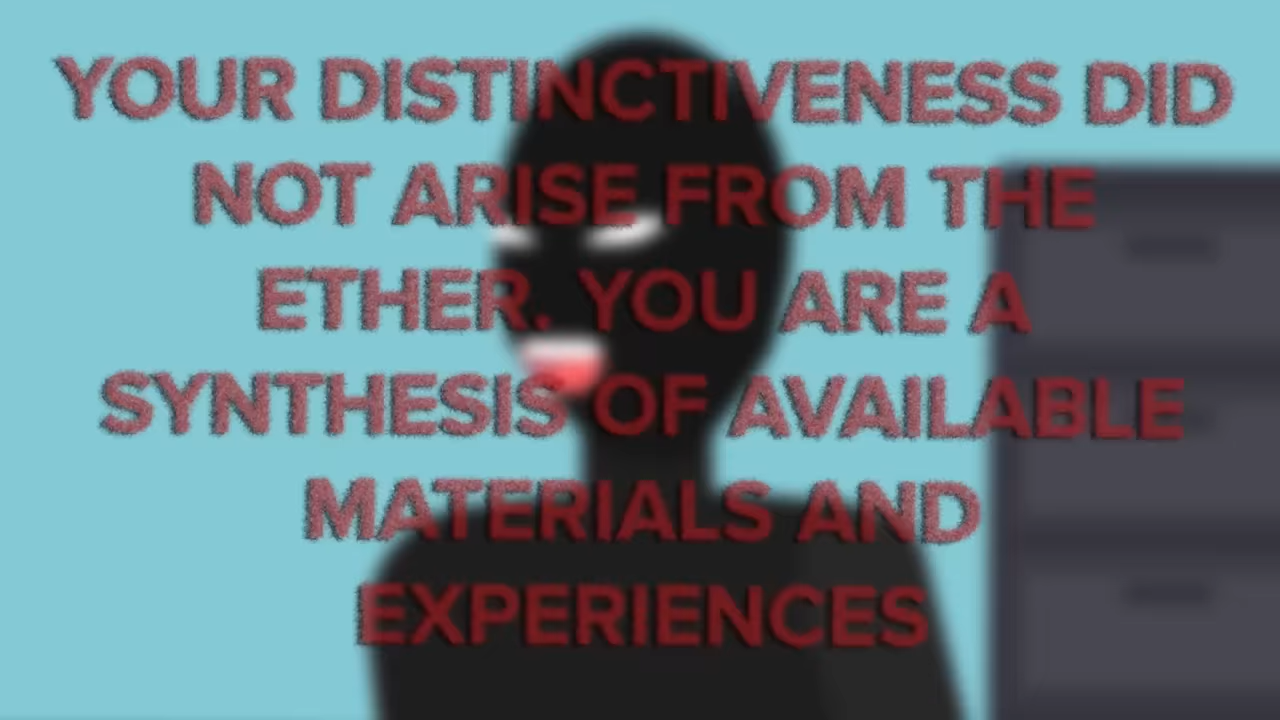 YOUR DISTINCTIVENESS DID
NOT ARISE FROM THE
ETHER. YOU ARE A
SYNTHESIS OF AVAILABLE
MATERIALS AND
EXPERIENCES